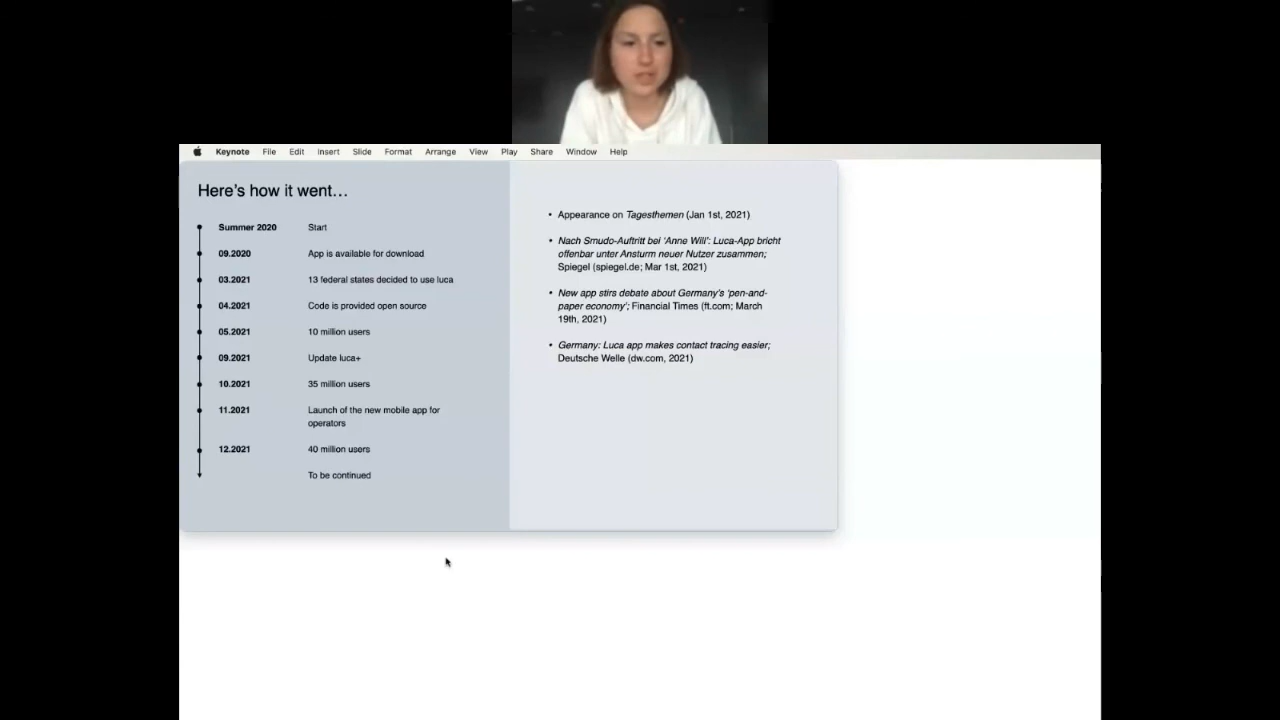 Keynote File Edit Insert Slide Format Arrange View Play Share Window Help
Here's how it went…
Summer 2020 Start
09.2020 App is available for download
03.2021 13 federal states decided to use luca
04.2021 Code is provided open source
05.2021 10 million users
09.2021 Update luca+
10.2021 35 million users
11.2021 Launch of the new mobile app for
operators
12.2021 40 million users
To be continued
• Appearance on Tagesthemen (Jan 1st, 2021)
• Nach Smudo-Auftritt bei 'Anne Will': Luca-App bricht
offenbar unter Ansturm neuer Nutzer zusammen;
Spiegel (spiegel.de; Mar 1st, 2021)
• New app stirs debate about Germany's 'pen-and-
paper economy'; Financial Times (ft.com; March
19th, 2021)
• Germany: Luca app makes contact tracing easier;
Deutsche Welle (dw.com, 2021)